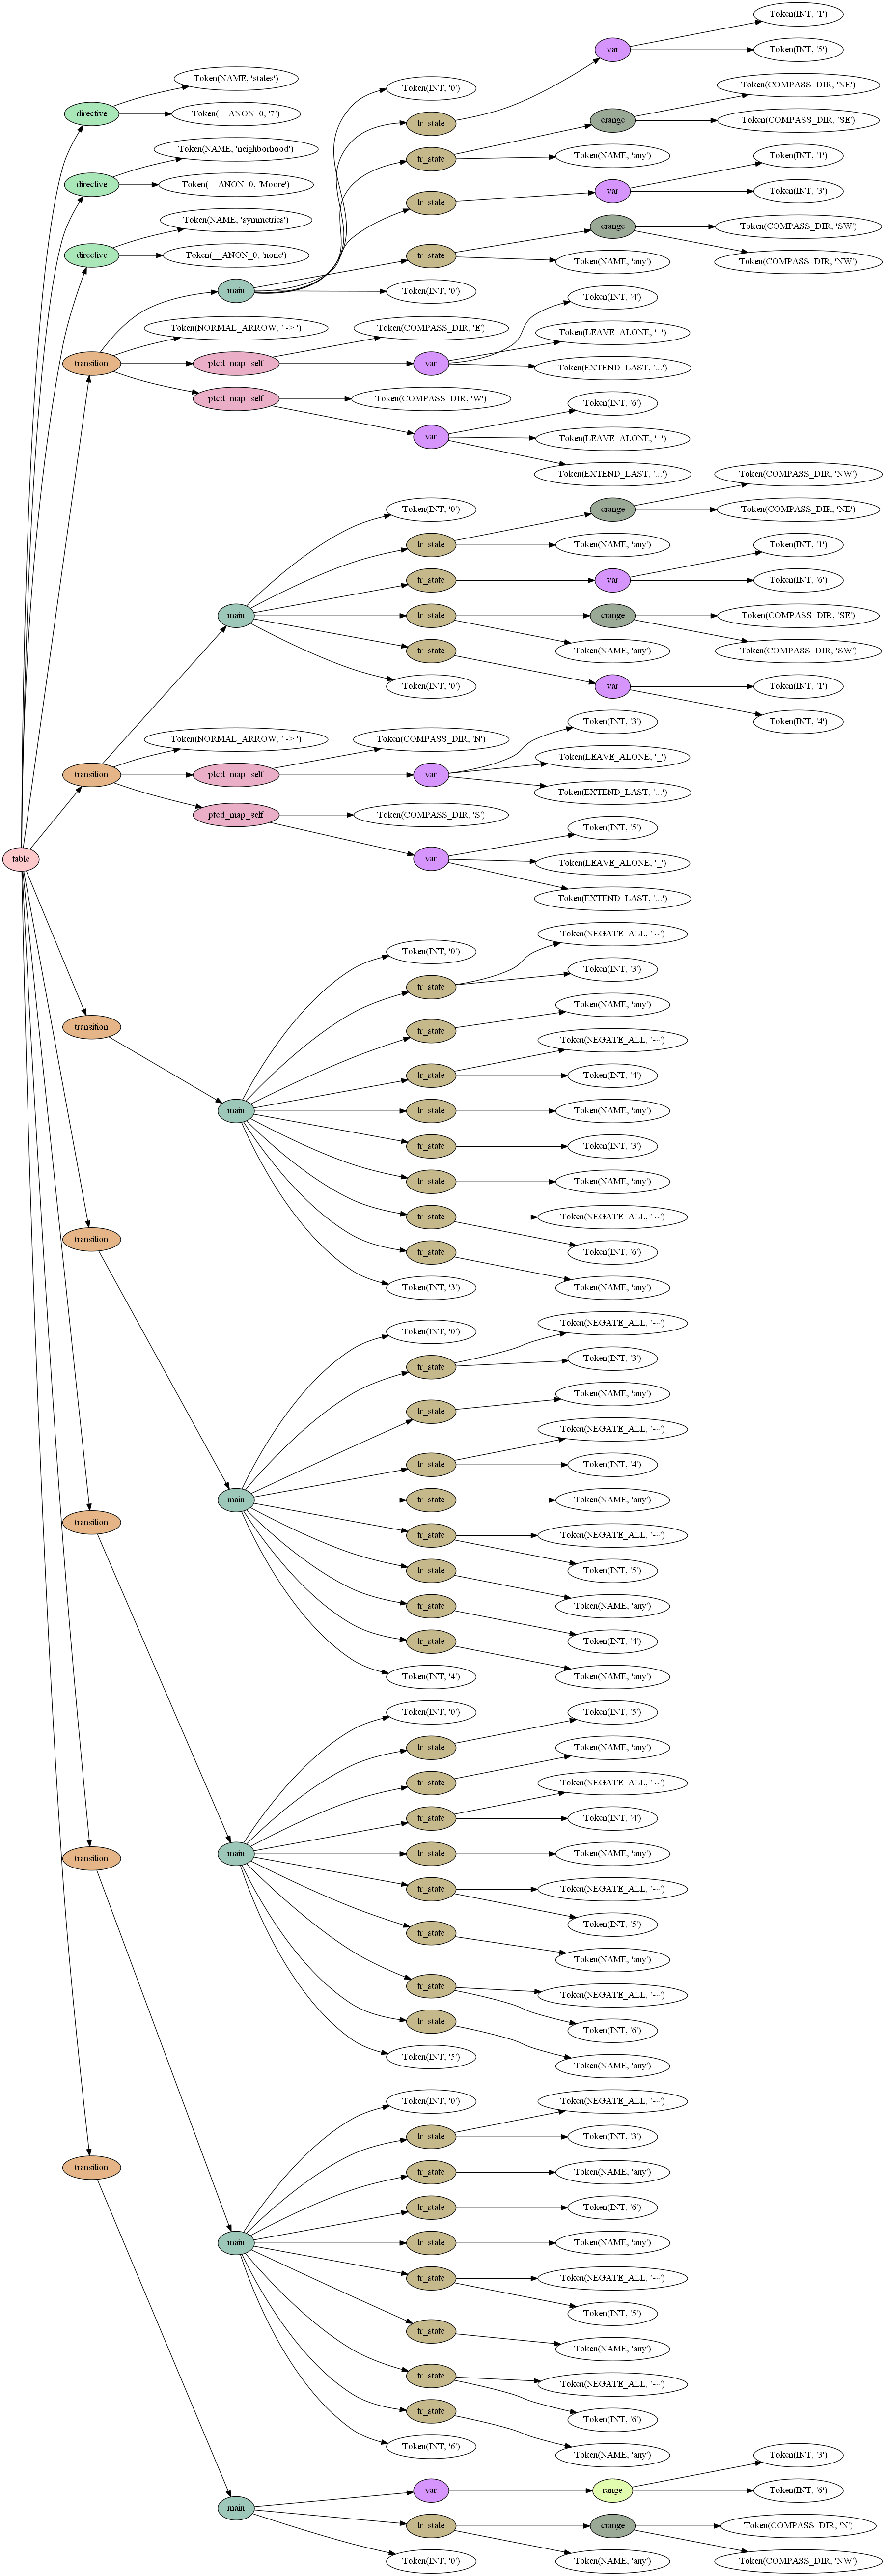 Token(INT, '1')
var
Token(INT, '5')
Token(NAME, 'states')
Token(INT, '0')
Token(COMPASS_DIR, 'NE')
directive
Token(__ANON_0, '7')
tr_state
crange
Token(COMPASS_DIR, 'SE')
Token(NAME, 'neighborhood')
tr_state
Token(NAME, 'any')
Token(INT, '1')
directive
Token(__ANON_0, 'Moore')
tr_state
var
Token(INT, '3')
Token(NAME, 'symmetries')
crange
Token(COMPASS_DIR, 'SW')
directive
Token(__ANON_0, 'none')
tr_state
Token(NAME, 'any')
Token(COMPASS_DIR, 'NW')
main
Token(INT, '0')
Token(INT, '4')
Token(NORMAL_ARROW, ' -> ')
Token(COMPASS_DIR, 'E')
Token(LEAVE_ALONE, '_')
transition
ptcd_map_self
var
Token(EXTEND_LAST, '...')
ptcd_map_self
Token(COMPASS_DIR, 'W')
Token(INT, '6')
var
Token(LEAVE_ALONE, '_')
Token(EXTEND_LAST, '...')
Token(COMPASS_DIR, 'NW')
Token(INT, '0')
crange
Token(COMPASS_DIR, 'NE')
tr_state
Token(NAME, 'any')
Token(INT, '1')
tr_state
var
Token(INT, '6')
main
tr_state
crange
Token(COMPASS_DIR, 'SE')
tr_state
Token(NAME, 'any')
Token(COMPASS_DIR, 'SW')
Token(INT, '0')
var
Token(INT, '1')
Token(INT, '3')
Token(INT, '4')
Token(NORMAL_ARROW, ' -> ')
Token(COMPASS_DIR, 'N')
Token(LEAVE_ALONE, '_')
transition
ptcd_map_self
var
Token(EXTEND_LAST, '...')
ptcd_map_self
Token(COMPASS_DIR, 'S')
Token(INT, '5')
table
var
Token(LEAVE_ALONE, '_')
Token(EXTEND_LAST, '...')
Token(NEGATE_ALL, '--')
Token(INT, '0')
Token(INT, '3')
tr_state
Token(NAME, 'any')
transition
tr_state
Token(NEGATE_ALL, '--')
tr_state
Token(INT, '4')
main
tr_state
Token(NAME, 'any')
tr_state
Token(INT, '3')
tr_state
Token(NAME, 'any')
tr_state
Token(NEGATE_ALL, '--')
transition
tr_state
Token(INT, '6')
Token(INT, '3')
Token(NAME, 'any')
Token(INT, '0')
Token(NEGATE_ALL, '--')
tr_state
Token(INT, '3')
tr_state
Token(NAME, 'any')
Token(NEGATE_ALL, '--')
tr_state
Token(INT, '4')
main
tr_state
Token(NAME, 'any')
transition
tr_state
Token(NEGATE_ALL, '--')
tr_state
Token(INT, '5')
tr_state
Token(NAME, 'any')
tr_state
Token(INT, '4')
Token(INT, '4')
Token(NAME, 'any')
Token(INT, '0')
Token(INT, '5')
tr_state
Token(NAME, 'any')
tr_state
Token(NEGATE_ALL, '--')
tr_state
Token(INT, '4')
transition
main
tr_state
Token(NAME, 'any')
tr_state
Token(NEGATE_ALL, '--')
tr_state
Token(INT, '5')
Token(NAME, 'any')
tr_state
Token(NEGATE_ALL, '--')
tr_state
Token(INT, '6')
Token(INT, '5')
Token(NAME, 'any')
Token(INT, '0')
Token(NEGATE_ALL, '--')
tr_state
Token(INT, '3')
transition
tr_state
Token(NAME, 'any')
tr_state
Token(INT, '6')
main
tr_state
Token(NAME, 'any')
tr_state
Token(NEGATE_ALL, '--')
Token(INT, '5')
tr_state
Token(NAME, 'any')
tr_state
Token(NEGATE_ALL, '--')
tr_state
Token(INT, '6')
Token(INT, '6')
Token(NAME, 'any')
Token(INT, '3')
var
range
Token(INT, '6')
main
tr_state
crange
Token(COMPASS_DIR, 'N')
Token(INT, '0')
Token(NAME, 'any')
Token(COMPASS_DIR, 'NW')